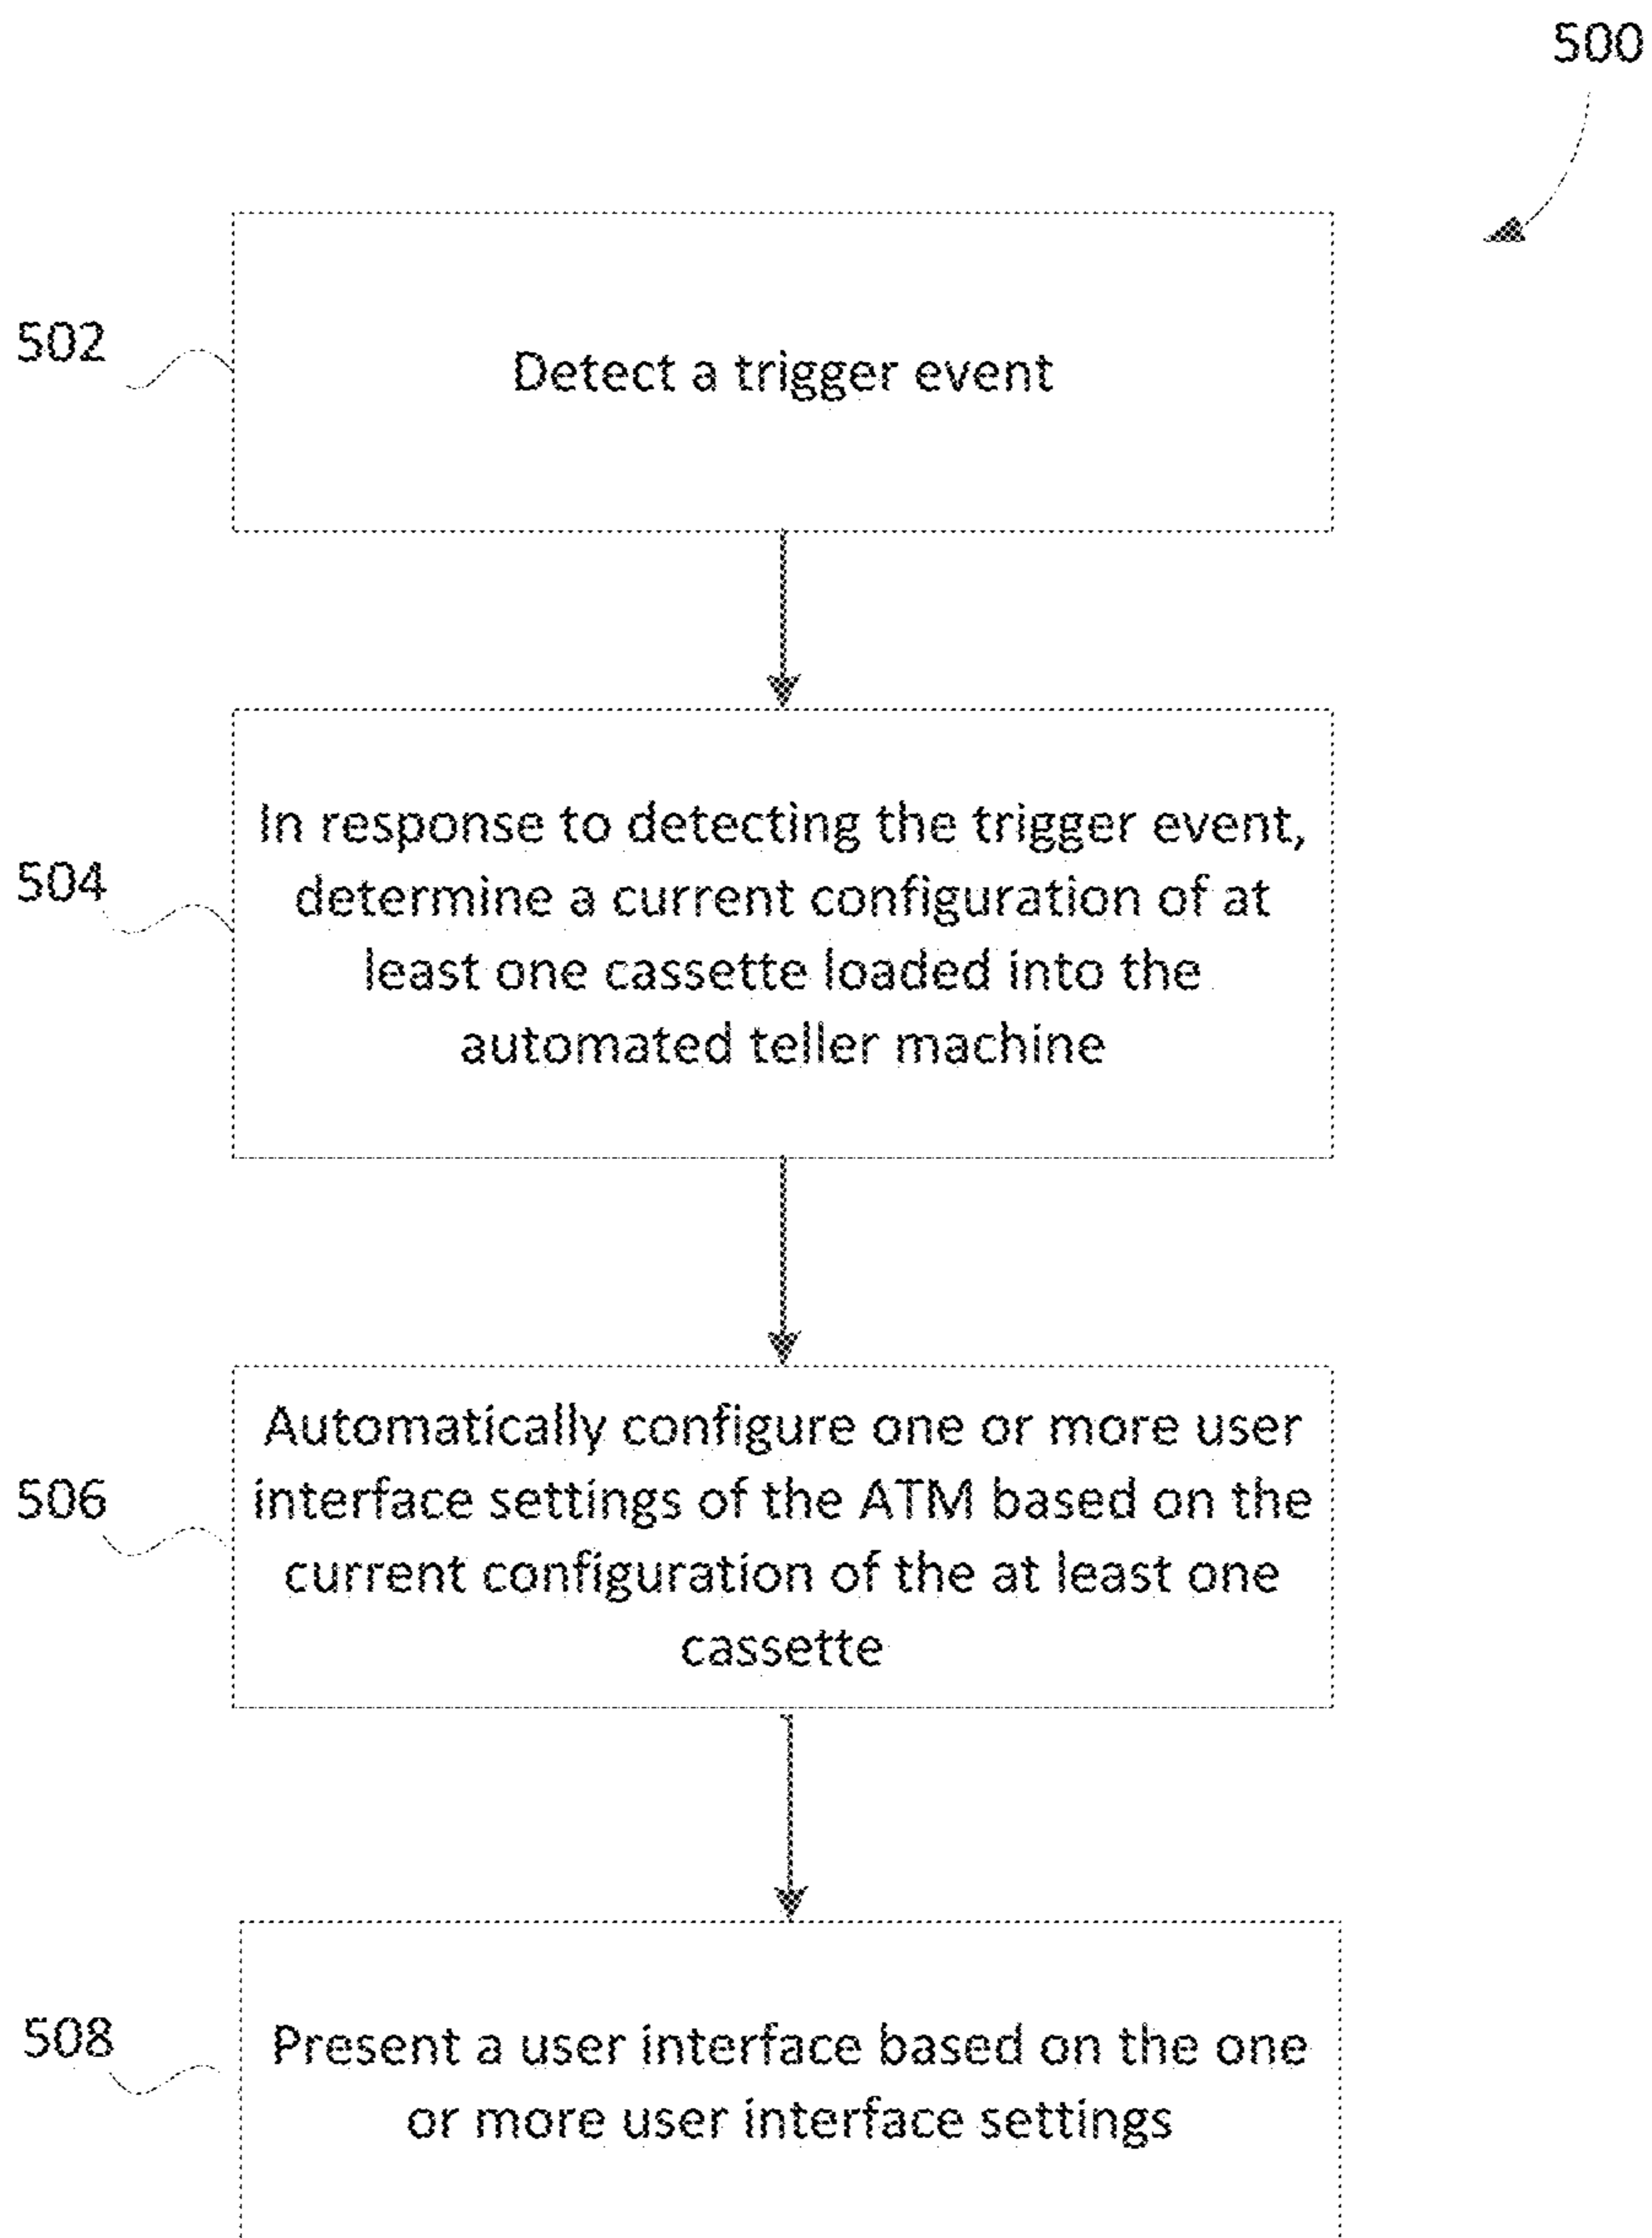 500
502
Detect a trigger event
504
In response to detecting the trigger event,
determine a current configuration of at
least one cassette loaded into the
automated teller machine
506
Automatically configure one or more user
interface settings of the ATM based on the
current configuration of the at least one
cassette
508
Present a user interface based on the one
or more user interface settings